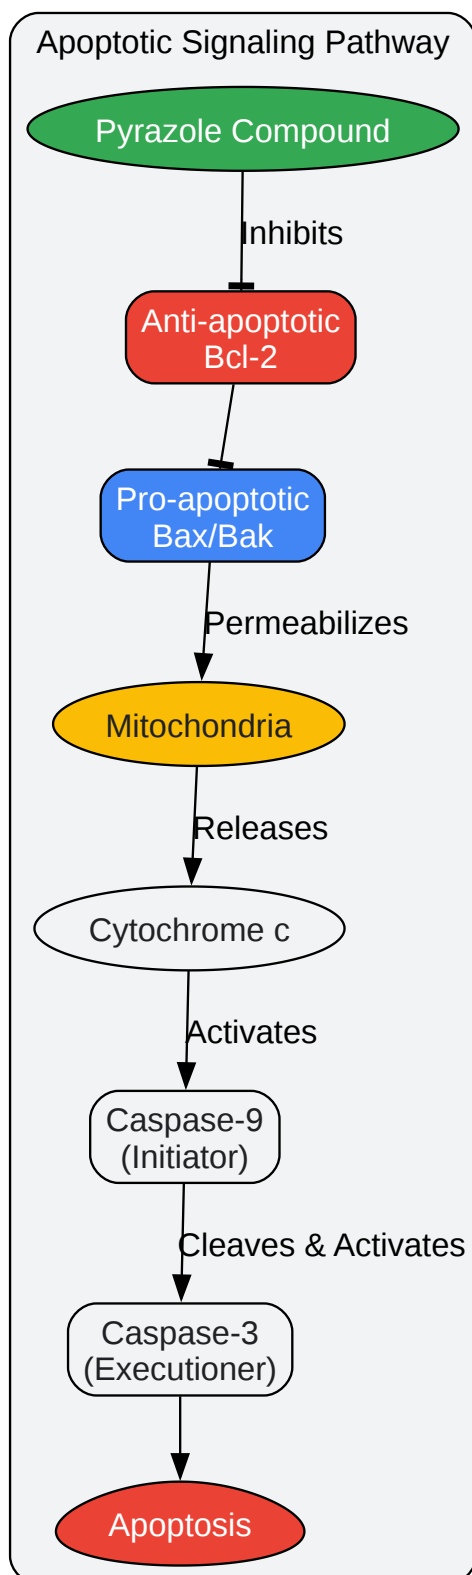 Apoptotic Signaling Pathway
Pyrazole Compound
Inhibits
Anti-apoptotic
Bcl-2
Pro-apoptotic
Bax/Bak
Permeabilizes
Mitochondria
Releases
Cytochrome c
Activates
Caspase-9
(Initiator)
Cleaves & Activates
Caspase-3
(Executioner)
Apoptosis